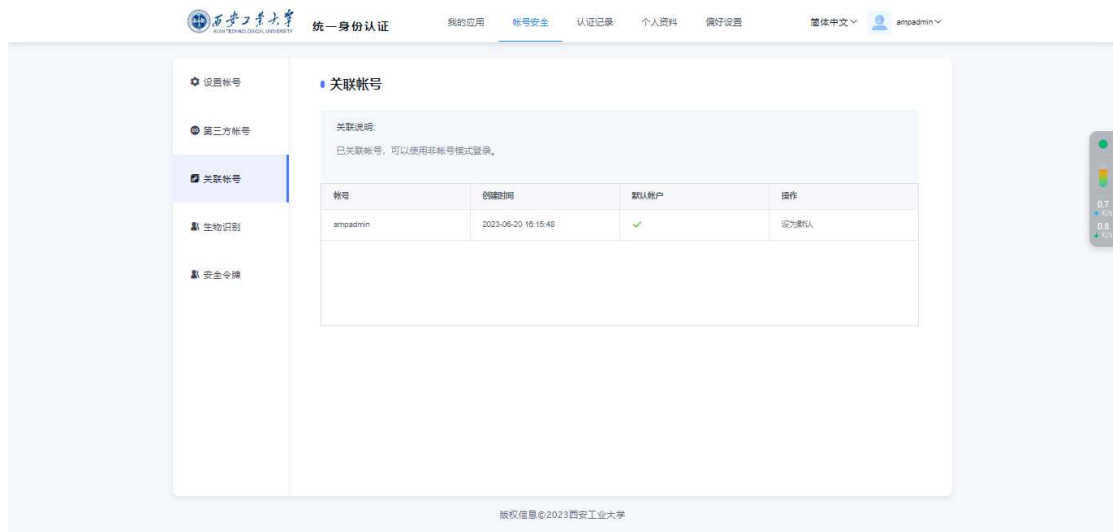 西安工业大学
XI'AN TECHNOLOGICAL UNIVERSITY
统一身份认证
我的应用
帐号安全
认证记录
个人资料
偏好设置
简体中文
ampadmin
设置帐号
第三方帐号
关联帐号
生物识别
安全令牌
关联帐号
关联说明:
已关联帐号，可以使用非帐号模式登录。
帐号 创建时间 默认帐户 操作
ampadmin 2023-06-20 16:15:48 设为默认
0.7
K/s
0.8
K/s
版权信息©2023西安工业大学